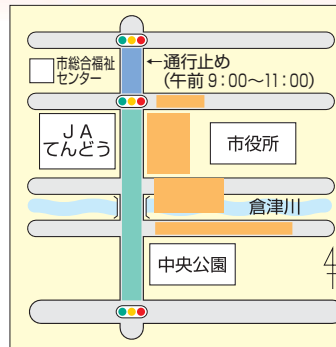 市総合福祉
センター
←通行止め
(午前9:00〜11:00)
JA
てんどう
市役所
倉津川
中央公園